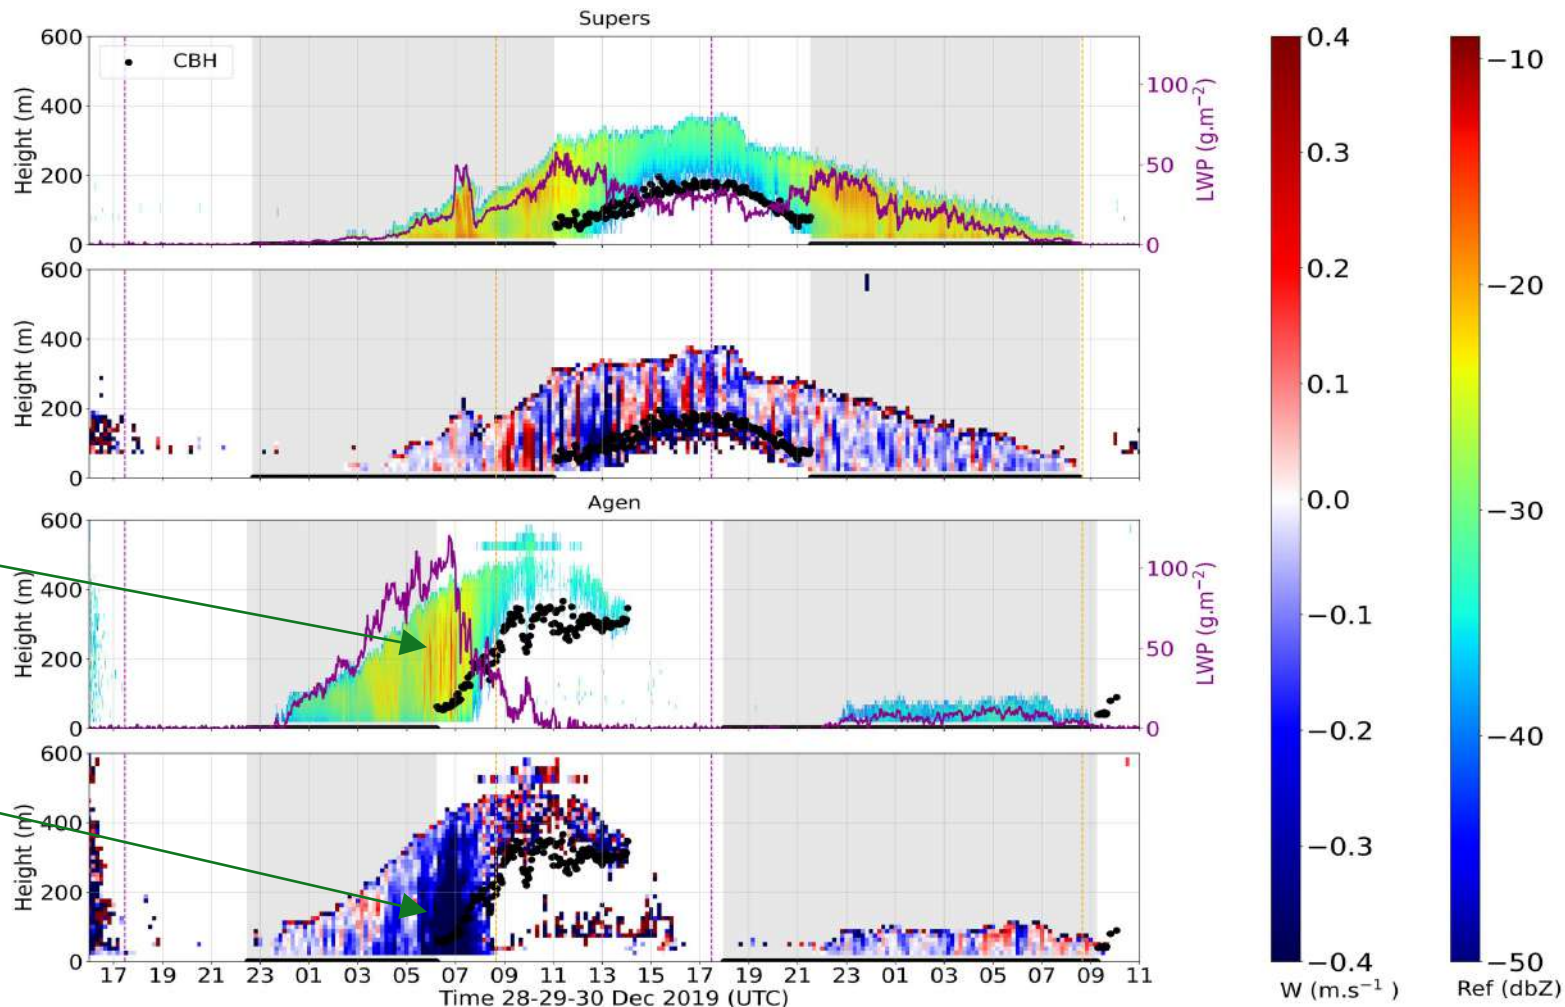 Supers
600
400
200
0
Height (m)
CBH
100
50
0
LWP (g.m⁻²)
600
400
200
0
Height (m)
Agen
600
400
200
0
Height (m)
100
50
0
LWP (g.m⁻²)
600
400
200
0
Height (m)
17 19 21 23 01 03 05 07 09 11 13 15 17 19 21 23 01 03 05 07 09 11
Time 28-29-30 Dec 2019 (UTC)
0.4
0.3
0.2
0.1
0.0
−0.1
−0.2
−0.3
−0.4
W (m.s⁻¹ )
−10
−20
−30
−40
−50
Ref (dbZ)